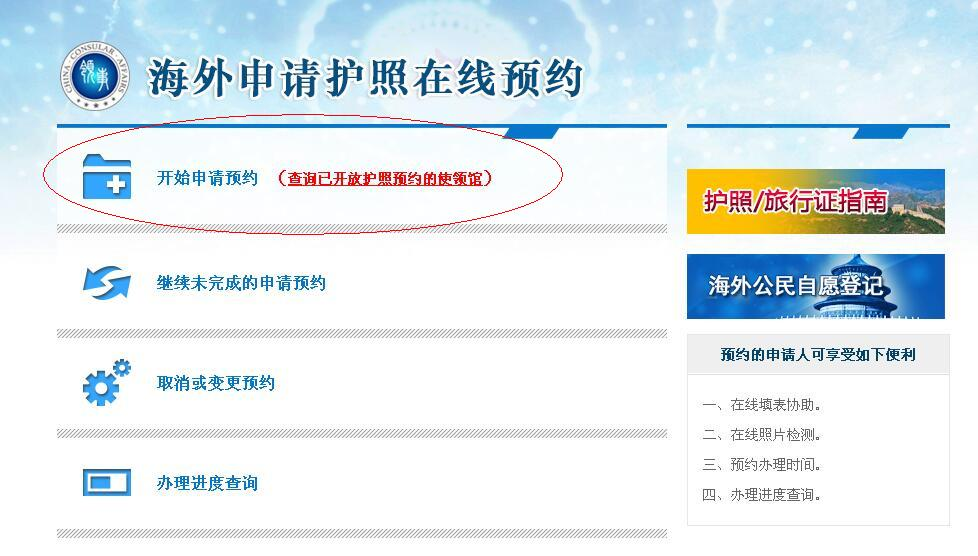 CHINA CONSULAR AFFAIRS
领事
海外申请护照在线预约
开始申请预约 （查询已开放护照预约的使领馆）
继续未完成的申请预约
取消或变更预约
办理进度查询
护照/旅行证指南
海外公民自愿登记
预约的申请人可享受如下便利
一、在线填表协助。
二、在线照片检测。
三、预约办理时间。
四、办理进度查询。